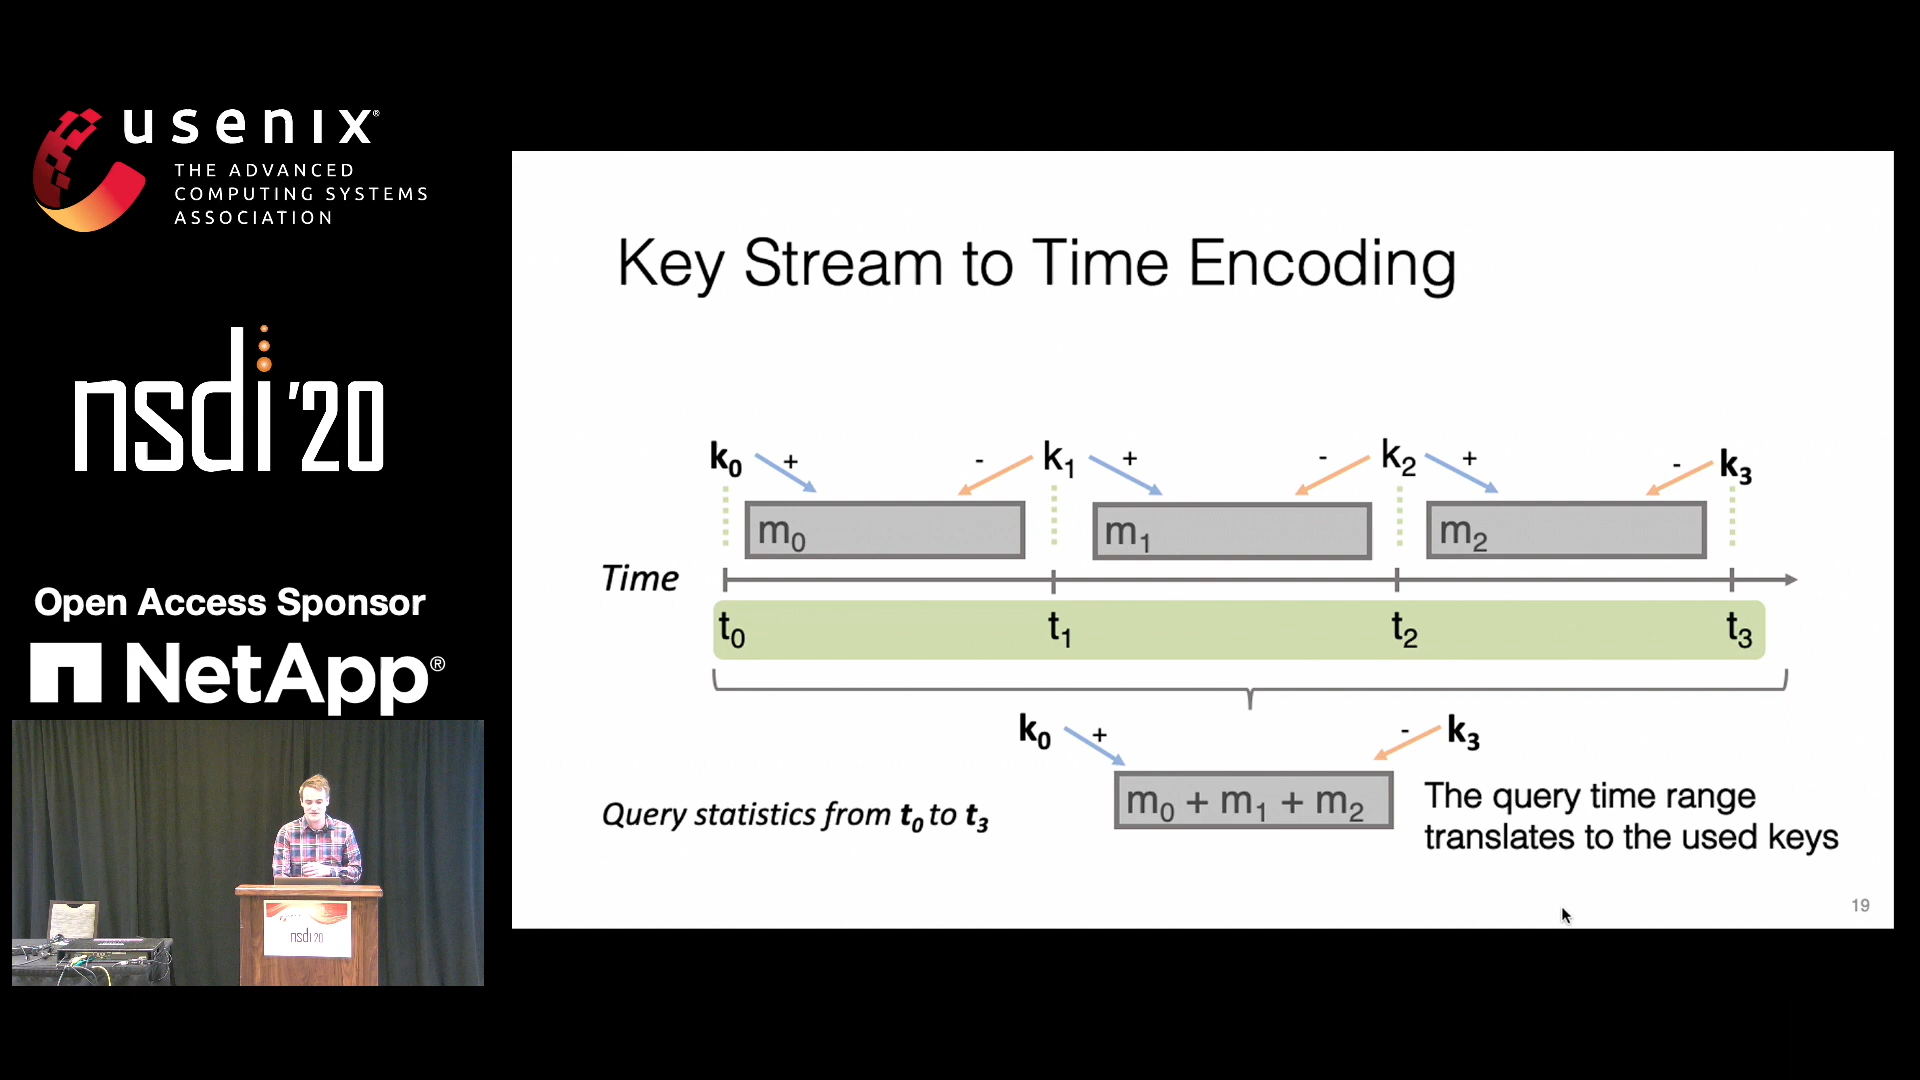 usenix®
THE ADVANCED
COMPUTING SYSTEMS
ASSOCIATION
nsdi '20
Open Access Sponsor
NetApp®
nsdi 20
Key Stream to Time Encoding
k0 + - k1 + - k2 + - k3
m0 m1 m2
Time
t0 t1 t2 t3
k0 + - k3
Query statistics from t0 to t3
m0 + m1 + m2
The query time range
translates to the used keys
19